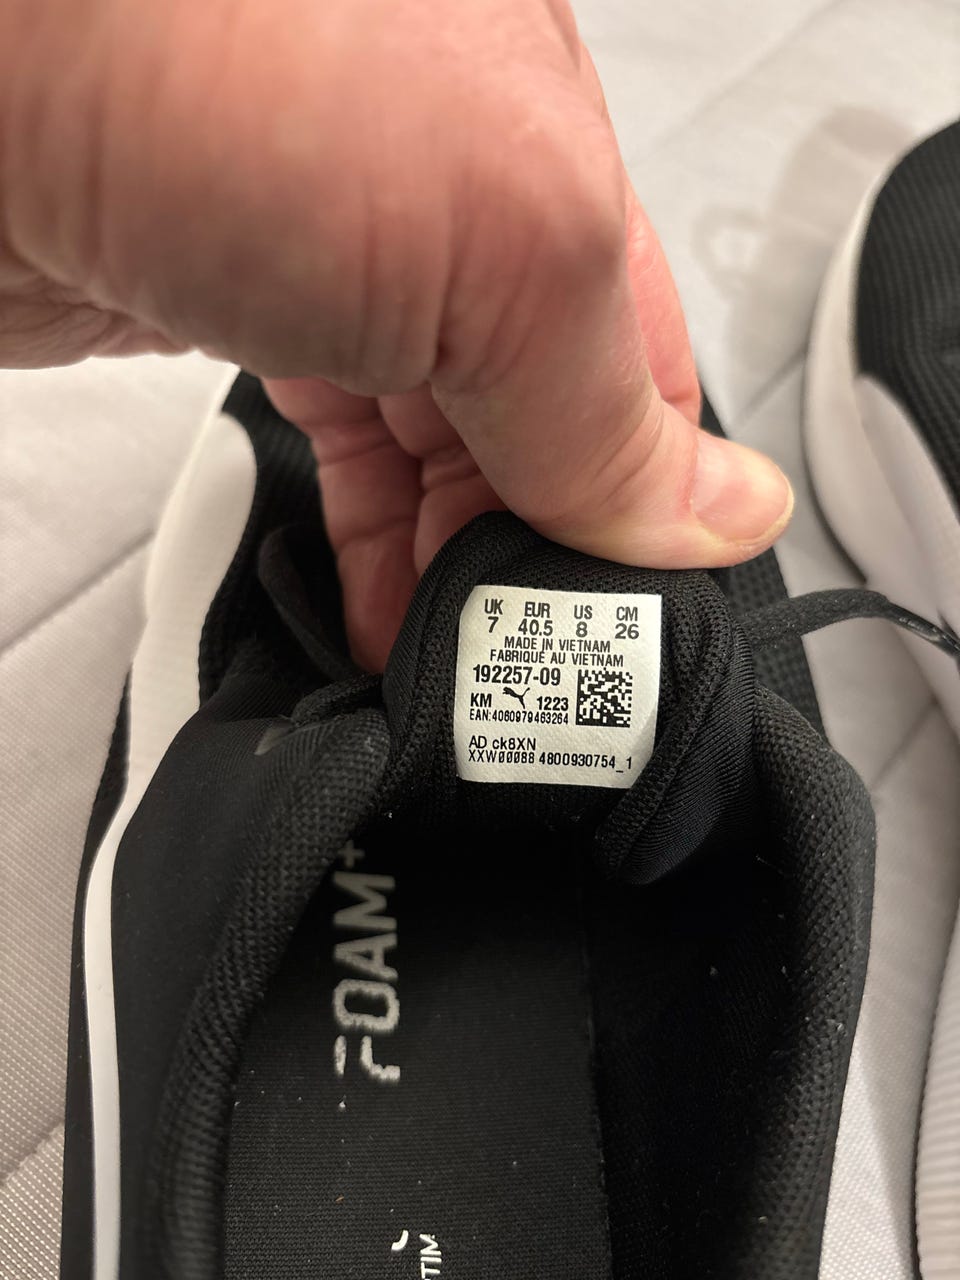 UK EUR US CM
7 40.5 8 26
MADE IN VIETNAM
FABRIQUE AU VIETNAM
192257-09
KM 1223
EAN:4060979463264
AD ck8XN
XXW00088 4800930754_1
FOAM+